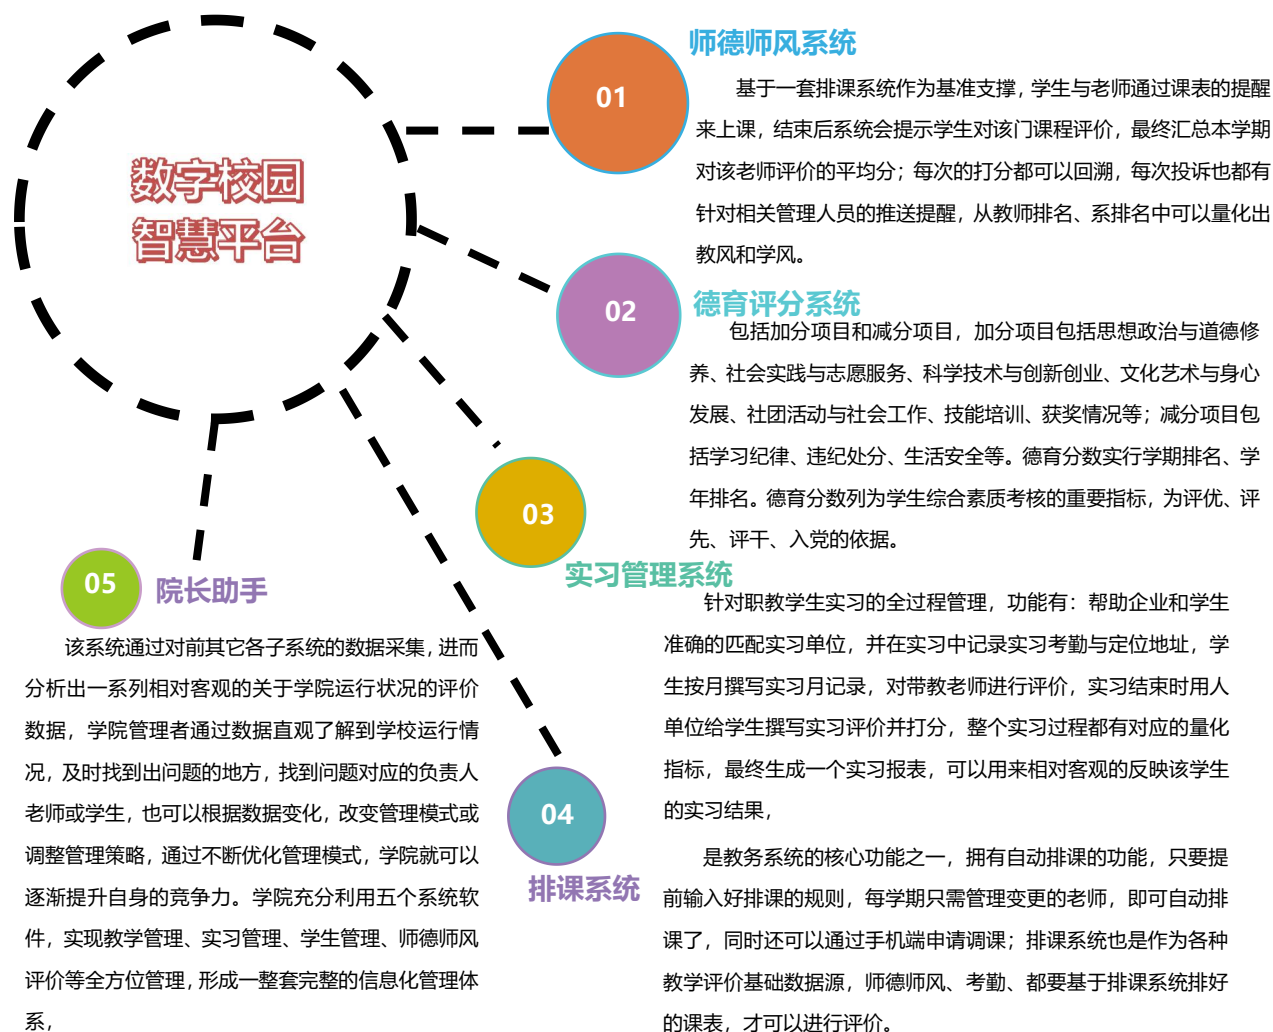 数字校园
智慧平台
01
师德师风系统
基于一套排课系统作为基准支撑，学生与老师通过课表的提醒
来上课，结束后系统会提示学生对该门课程评价，最终汇总本学期
对该老师评价的平均分；每次的打分都可以回溯，每次投诉也都有
针对相关管理人员的推送提醒，从教师排名、系排名中可以量化出
教风和学风。
02
德育评分系统
包括加分项目和减分项目，加分项目包括思想政治与道德修
养、社会实践与志愿服务、科学技术与创新创业、文化艺术与身心
发展、社团活动与社会工作、技能培训、获奖情况等；减分项目包
括学习纪律、违纪处分、生活安全等。德育分数实行学期排名、学
年排名。德育分数列为学生综合素质考核的重要指标，为评优、评
先、评干、入党的依据。
03
实习管理系统
针对职教学生实习的全过程管理，功能有：帮助企业和学生
准确的匹配实习单位，并在实习中记录实习考勤与定位地址，学
生按月撰写实习月记录，对带教老师进行评价，实习结束时用人
单位给学生撰写实习评价并打分，整个实习过程都有对应的量化
指标，最终生成一个实习报表，可以用来相对客观的反映该学生
的实习结果，
04
排课系统
是教务系统的核心功能之一，拥有自动排课的功能，只要提
前输入好排课的规则，每学期只需管理变更的老师，即可自动排
课了，同时还可以通过手机端申请调课；排课系统也是作为各种
教学评价基础数据源，师德师风、考勤、都要基于排课系统排好
的课表，才可以进行评价。
05
院长助手
该系统通过对前其它各子系统的数据采集，进而
分析出一系列相对客观的关于学院运行状况的评价
数据，学院管理者通过数据直观了解到学校运行情
况，及时找到出问题的地方，找到问题对应的负责人
老师或学生，也可以根据数据变化，改变管理模式或
调整管理策略，通过不断优化管理模式，学院就可以
逐渐提升自身的竞争力。学院充分利用五个系统软
件，实现教学管理、实习管理、学生管理、师德师风
评价等全方位管理，形成一整套完整的信息化管理体
系，